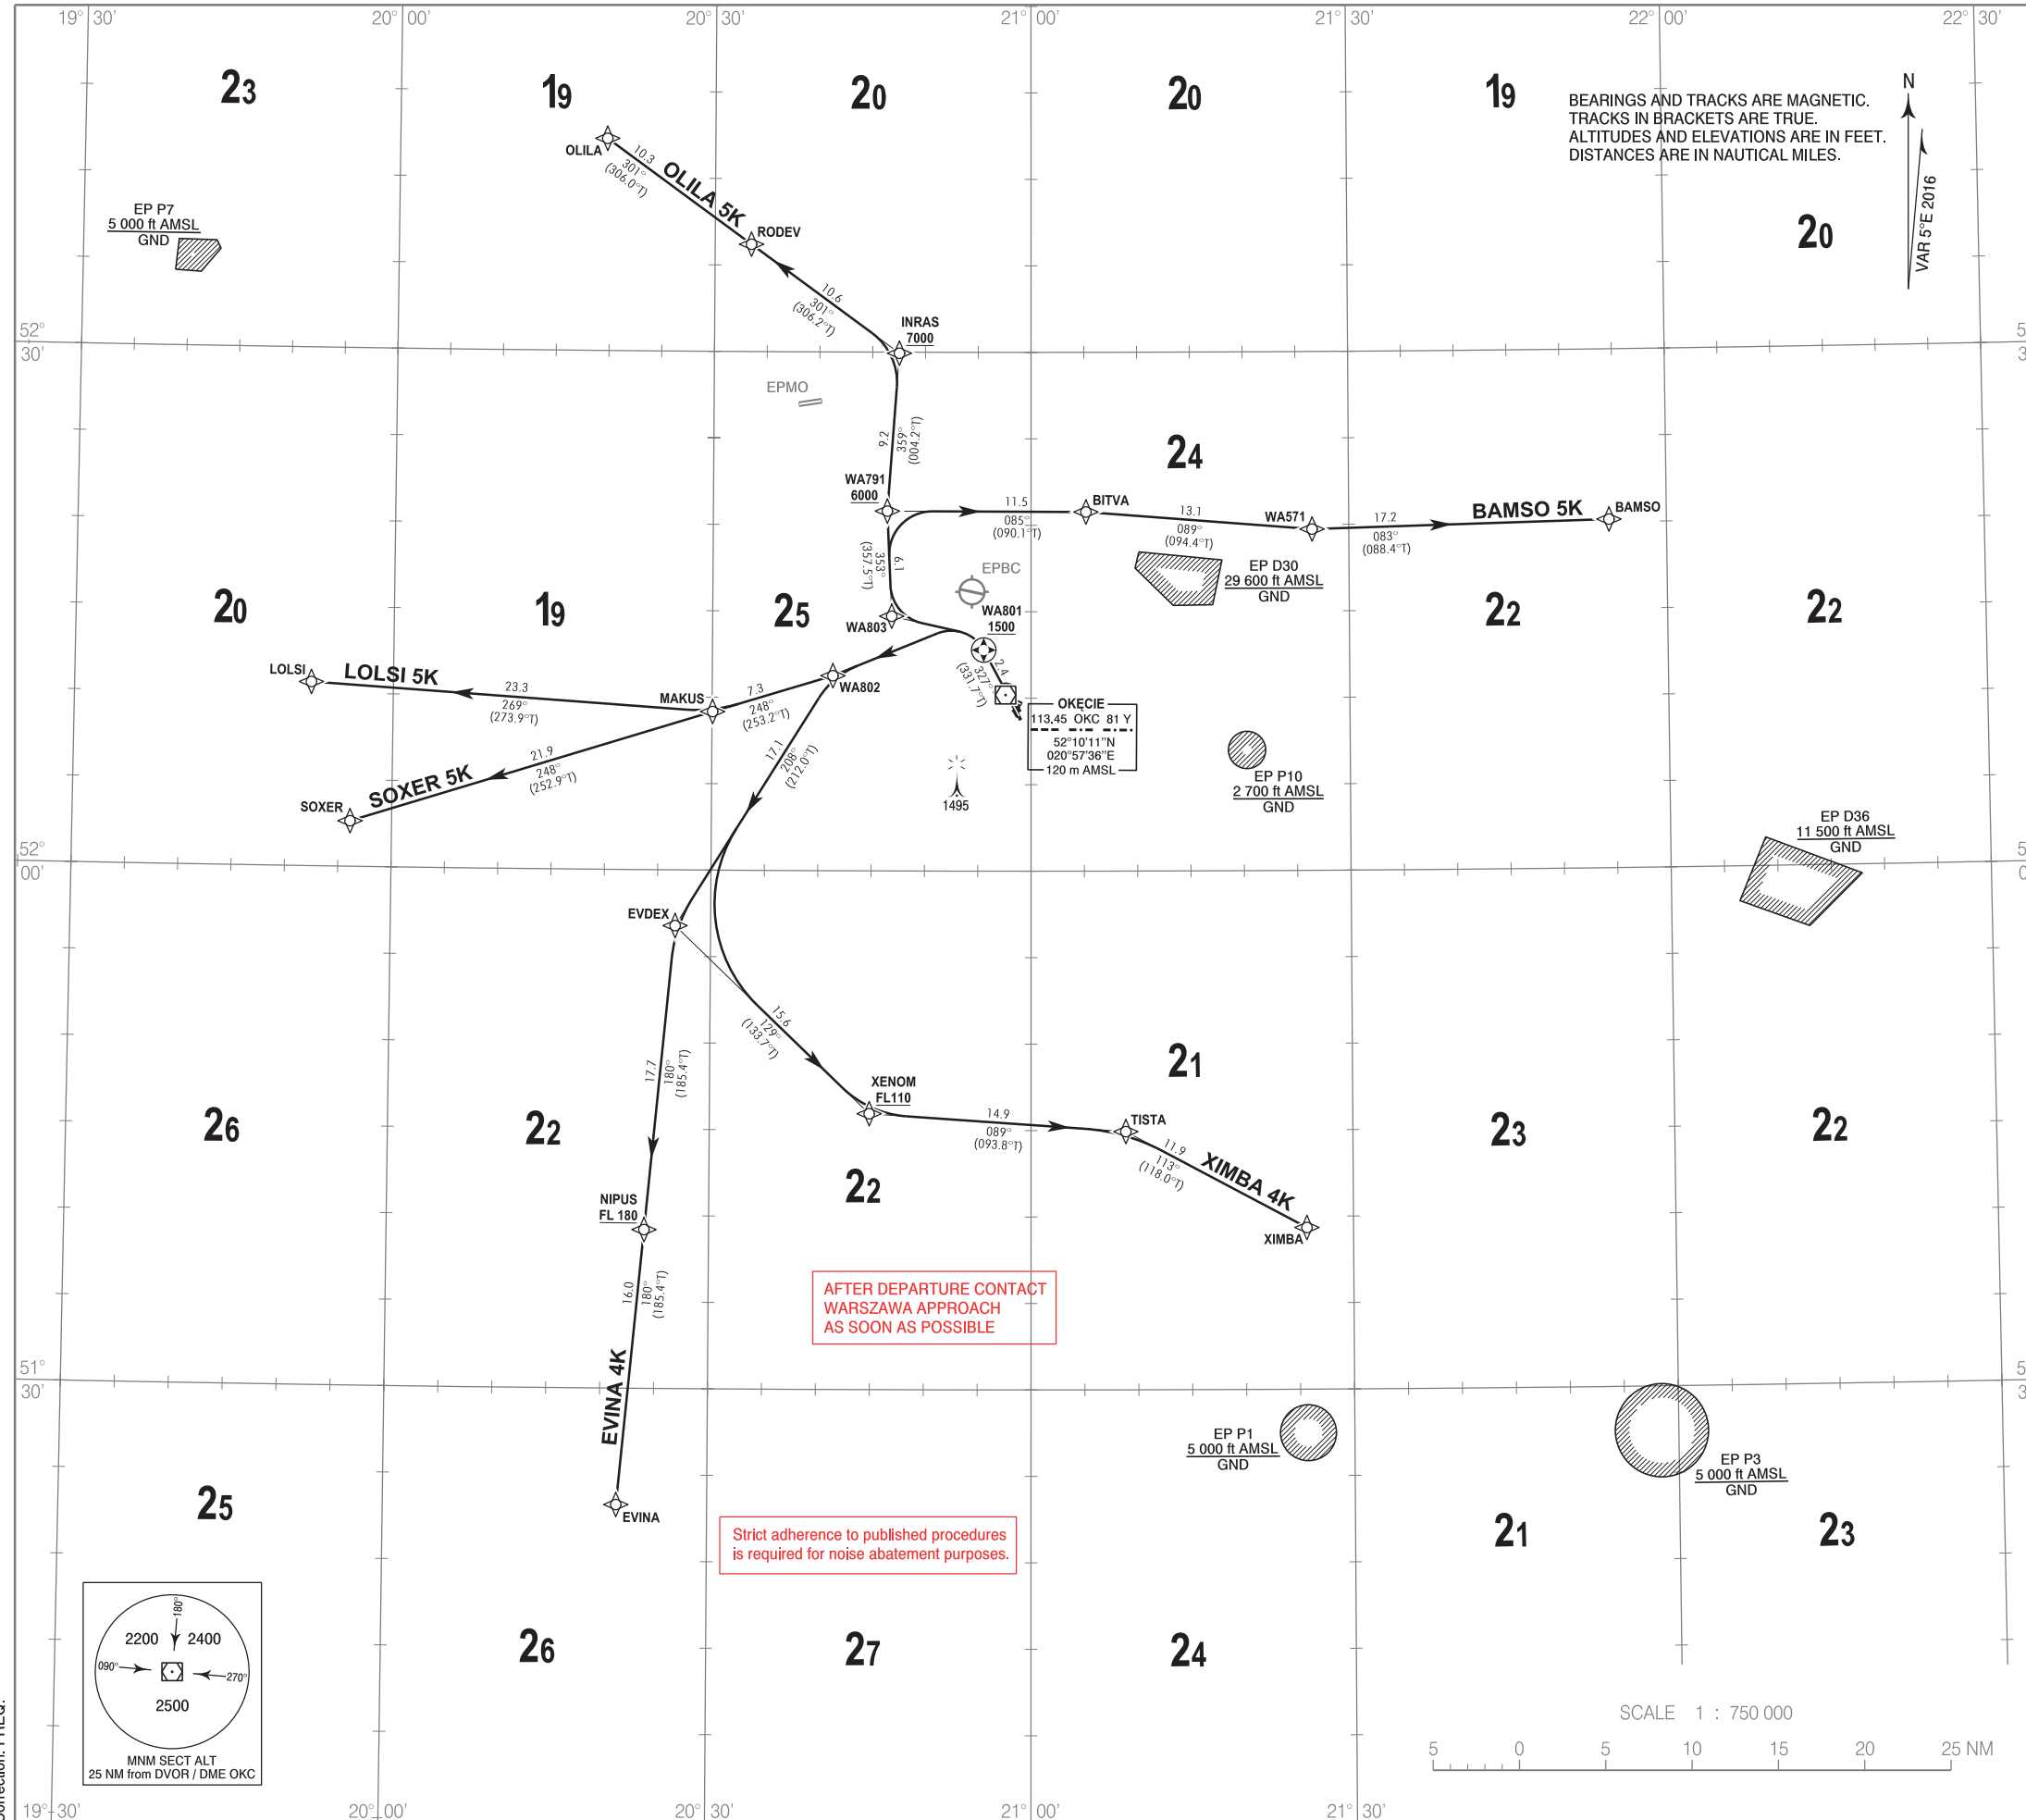 19° 30'
20° 00'
20° 30'
21° 00'
21° 30'
22° 00'
22° 30'
23
19
20
20
19
BEARINGS AND TRACKS ARE MAGNETIC.
TRACKS IN BRACKETS ARE TRUE.
ALTITUDES AND ELEVATIONS ARE IN FEET.
DISTANCES ARE IN NAUTICAL MILES.
N
VAR 5°E 2016
20
OLILA
10.3
301°
(306.0°T)
OLILA 5K
RODEV
EP P7
5 000 ft AMSL
GND
10.6
301°
(306.2°T)
INRAS
7000
52°
30'
5
3
EPMO
9.2
359°
(004.2°T)
24
WA791
6000
11.5
085°
(090.1°T)
BITVA
13.1
089°
(094.4°T)
WA571
17.2
083°
(088.4°T)
BAMSO 5K
BAMSO
6.1
353°
(357.5°T)
EPBC
EP D30
29 600 ft AMSL
GND
20
19
25
22
22
WA803
WA801
1500
2.4
327°
(331.7°T)
LOLSI
LOLSI 5K
23.3
269°
(273.9°T)
MAKUS
7.3
248°
(253.2°T)
WA802
OKĘCIE
113.45 OKC 81 Y
52°10'11"N
020°57'36"E
120 m AMSL
17.1
208°
(212.0°T)
21.9
248°
(252.9°T)
SOXER 5K
SOXER
1495
EP P10
2 700 ft AMSL
GND
EP D36
11 500 ft AMSL
GND
52°
00'
5
0
EVDEX
15.6
129°
(133.7°T)
17.7
180°
(185.4°T)
XENOM
FL110
14.9
089°
(093.8°T)
TISTA
11.9
113°
(118.0°T)
XIMBA 4K
XIMBA
21
26
22
22
23
22
NIPUS
FL 180
16.0
180°
(185.4°T)
AFTER DEPARTURE CONTACT
WARSZAWA APPROACH
AS SOON AS POSSIBLE
EVINA 4K
51°
30'
5
3
EP P1
5 000 ft AMSL
GND
EP P3
5 000 ft AMSL
GND
25
EVINA
Strict adherence to published procedures
is required for noise abatement purposes.
21
23
180°
2200
2400
090°
270°
2500
MNM SECT ALT
25 NM from DVOR / DME OKC
26
27
24
SCALE 1 : 750 000
5 0 5 10 15 20 25 NM
19° 30'
20° 00'
20° 30'
21° 00'
21° 30'